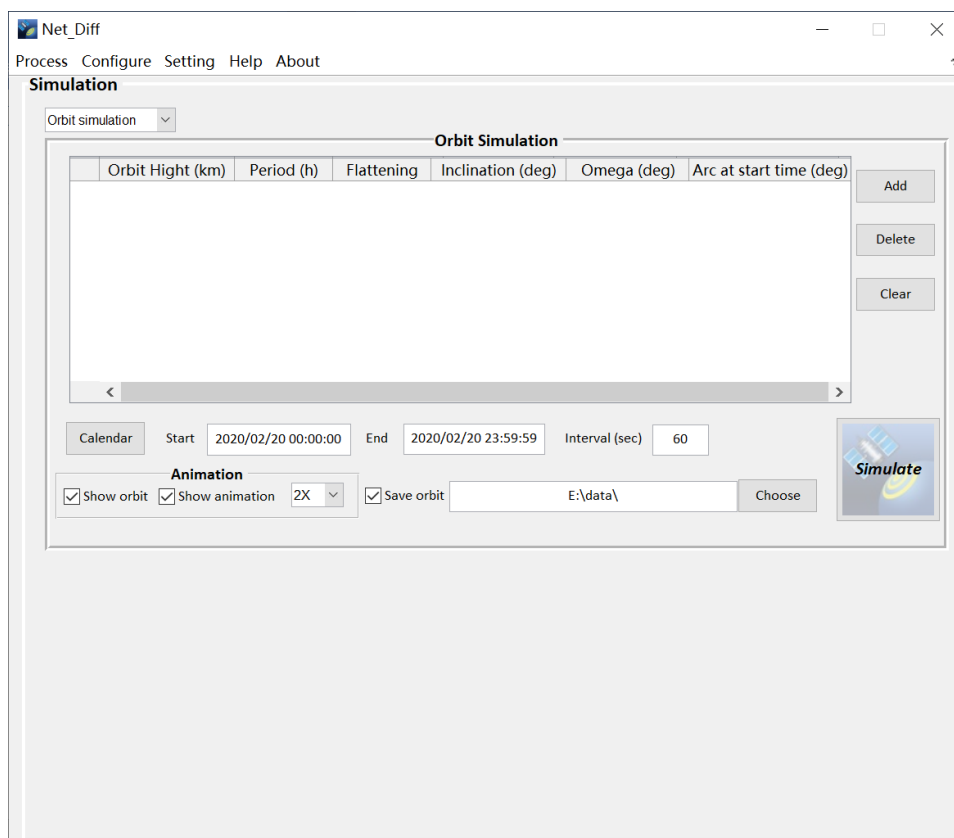 Net_Diff
Process Configure Setting Help About
Simulation
Orbit simulation
Orbit Simulation
Orbit Hight (km) Period (h) Flattening Inclination (deg) Omega (deg) Arc at start time (deg)
Add
Delete
Clear
Calendar Start 2020/02/20 00:00:00 End 2020/02/20 23:59:59 Interval (sec) 60
Animation
Simulate
Show orbit Show animation 2X Save orbit E:\data\ Choose